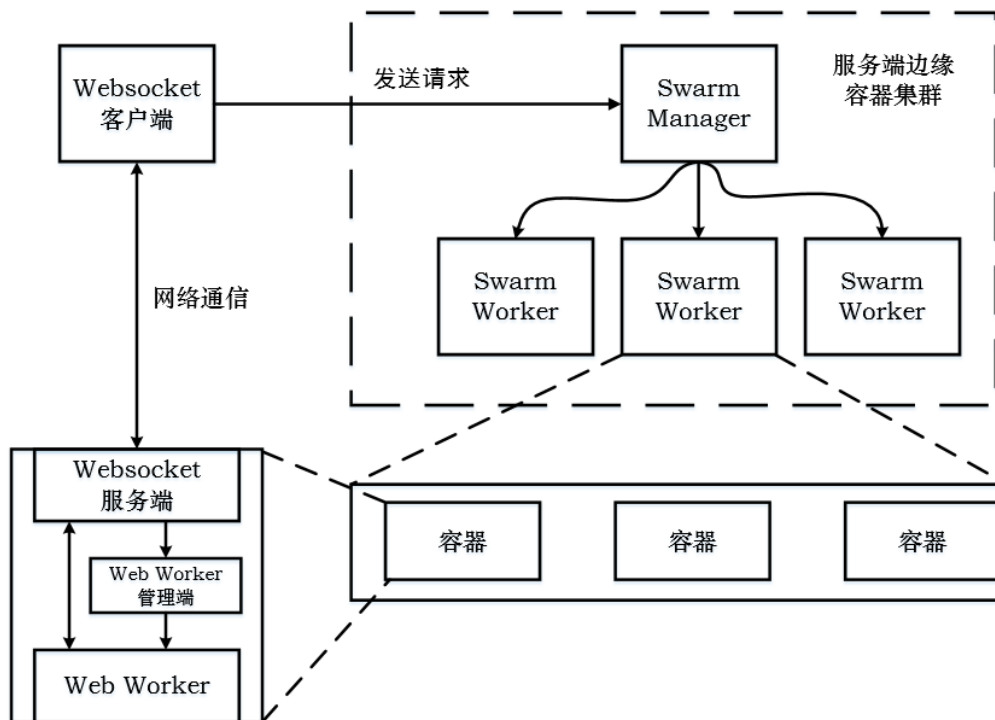 Websocket
客户端
发送请求
Swarm
Manager
服务端边缘
容器集群
Swarm
Worker
Swarm
Worker
Swarm
Worker
网络通信
Websocket
服务端
Web Worker
管理端
Web Worker
容器
容器
容器